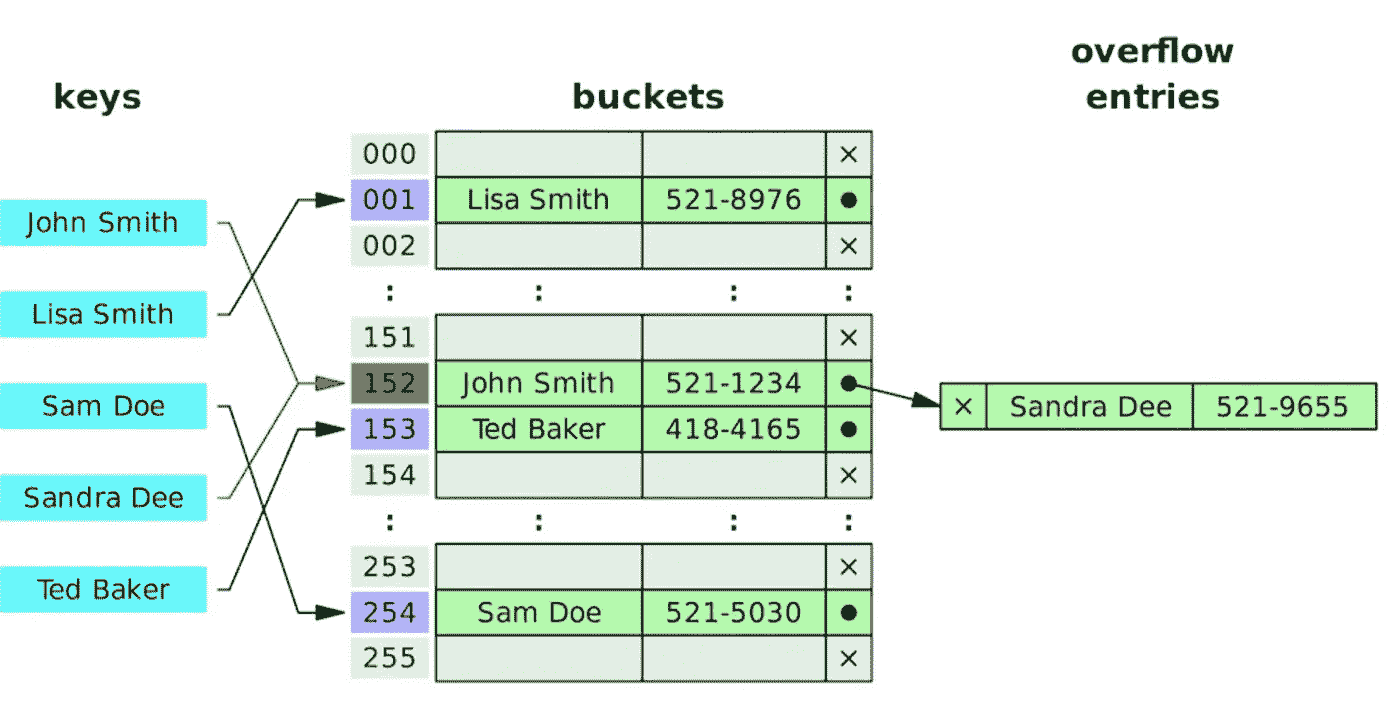 overflow
keys buckets entries
000 ×
001 Lisa Smith 521-8976 ●
John Smith
002 ×
: : : :
Lisa Smith
151 ×
152 John Smith 521-1234 ●
Sam Doe × Sandra Dee 521-9655
153 Ted Baker 418-4165 ●
154 ×
Sandra Dee
: : : :
253 ×
Ted Baker
254 Sam Doe 521-5030 ●
255 ×